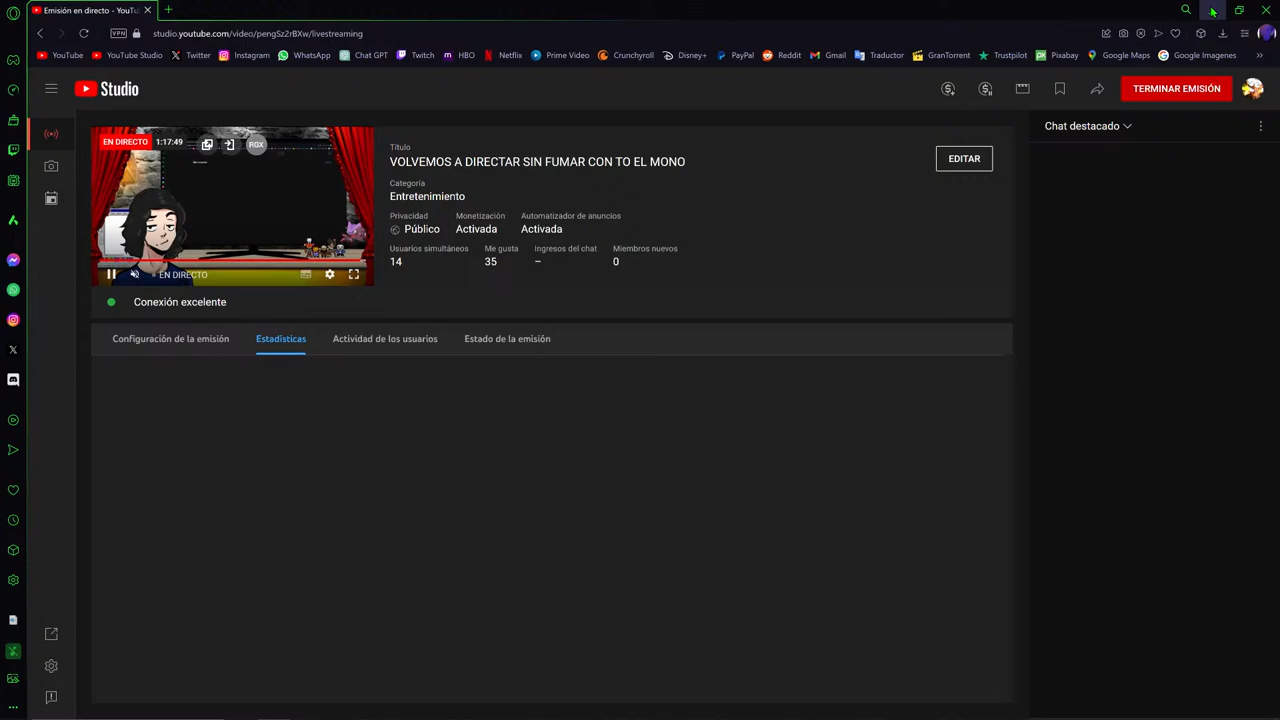 Emisión en directo - YouTu
studio.youtube.com/video/pengSz2rBXw/livestreaming
VPN
YouTube
YouTube Studio
Twitter
Instagram
WhatsApp
Chat GPT
Twitch
HBO
Netflix
Prime Video
Crunchyroll
Disney+
PayPal
Reddit
Gmail
Traductor
GranTorrent
Trustpilot
Pixabay
Google Maps
Google Imagenes
Studio
TERMINAR EMISIÓN
EN DIRECTO 1:17:49
RGX
EN DIRECTO
Título
VOLVEMOS A DIRECTAR SIN FUMAR CON TO EL MONO
EDITAR
Categoría
Entretenimiento
Privacidad Monetización Automatizador de anuncios
Público Activada Activada
Usuarios simultáneos Me gusta Ingresos del chat Miembros nuevos
14 35 – 0
Conexión excelente
Configuración de la emisión
Estadísticas
Actividad de los usuarios
Estado de la emisión
Chat destacado